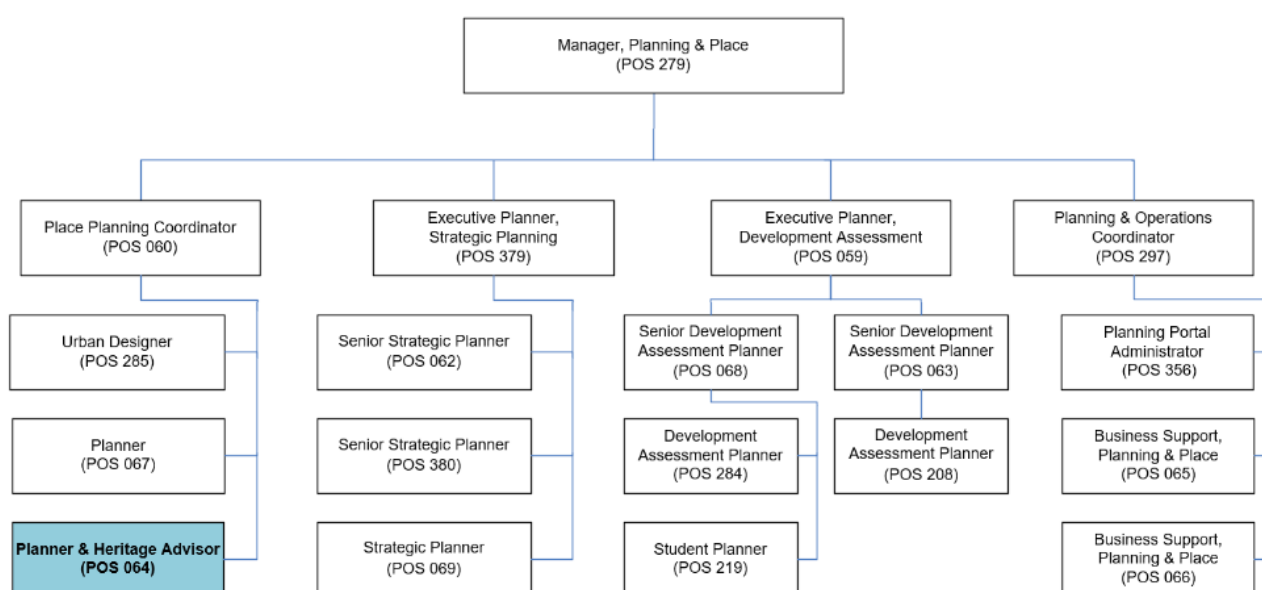 Manager, Planning & Place
(POS 279)
Place Planning Coordinator
(POS 060)
Executive Planner,
Strategic Planning
(POS 379)
Executive Planner,
Development Assessment
(POS 059)
Planning & Operations
Coordinator
(POS 297)
Urban Designer
(POS 285)
Senior Strategic Planner
(POS 062)
Senior Development
Assessment Planner
(POS 068)
Senior Development
Assessment Planner
(POS 063)
Planning Portal
Administrator
(POS 356)
Planner
(POS 067)
Senior Strategic Planner
(POS 380)
Development
Assessment Planner
(POS 284)
Development
Assessment Planner
(POS 208)
Business Support,
Planning & Place
(POS 065)
Planner & Heritage Advisor
(POS 064)
Strategic Planner
(POS 069)
Student Planner
(POS 219)
Business Support,
Planning & Place
(POS 066)